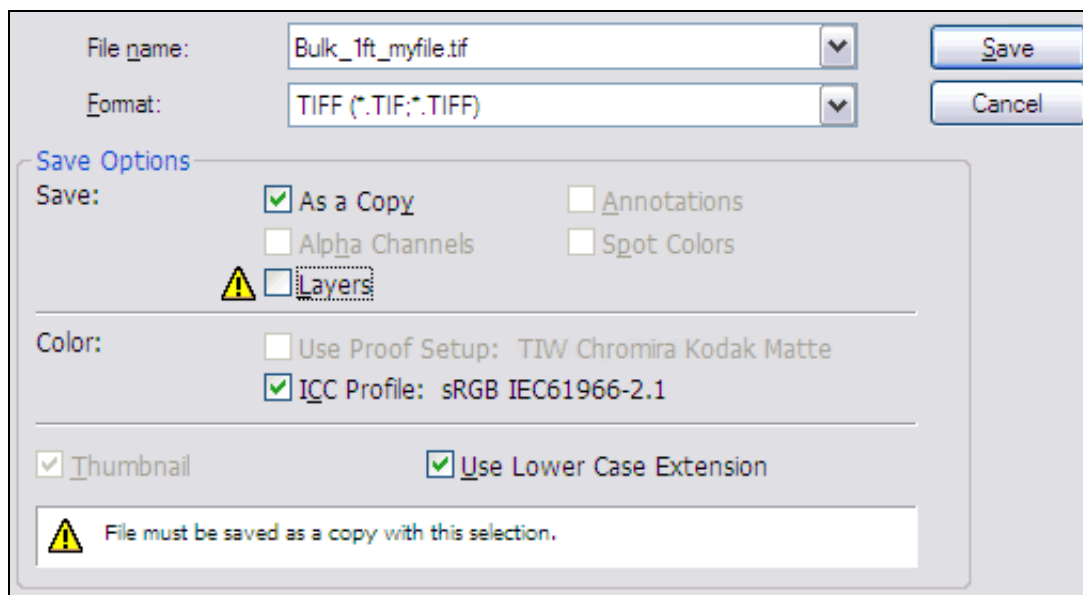 File name: Bulk_1ft_myfile.tif Save
Format: TIFF (*.TIF;*.TIFF) Cancel
Save Options
Save: As a Copy Annotations
Alpha Channels Spot Colors
Layers
Color: Use Proof Setup: TIW Chromira Kodak Matte
ICC Profile: sRGB IEC61966-2.1
Thumbnail Use Lower Case Extension
File must be saved as a copy with this selection.